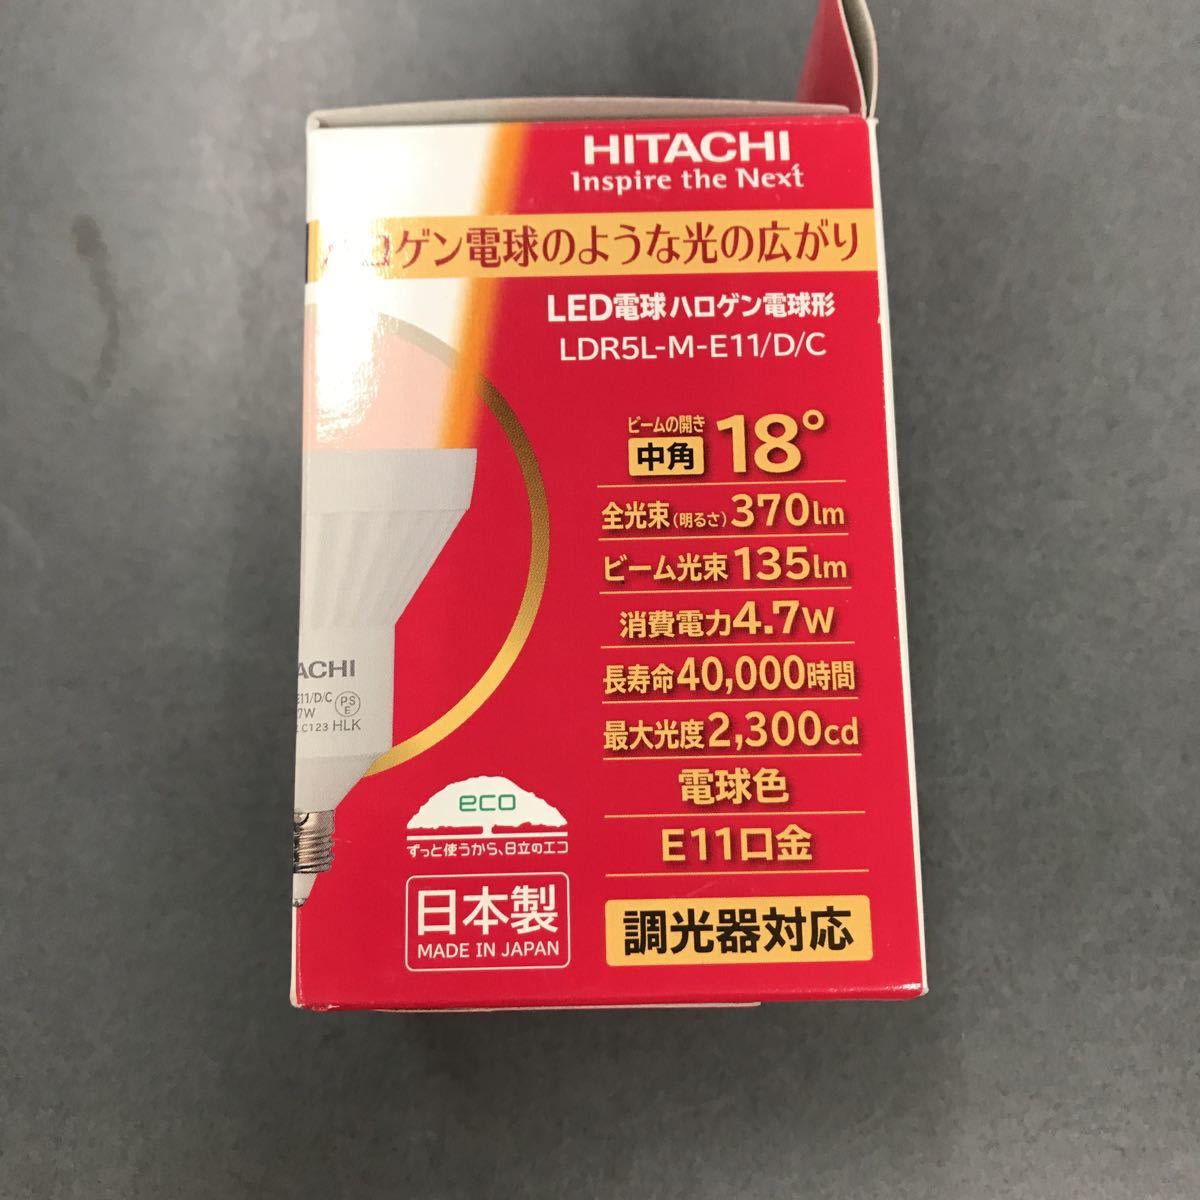 HITACHI
Inspire the Next
ハロゲン電球のような光の広がり
LED電球 ハロゲン電球形
LDR5L-M-E11/D/C
ビームの開き
中角 18°
全光束(明るさ)370lm
ビーム光束135lm
消費電力4.7W
長寿命40,000時間
最大光度2,300cd
電球色
E11口金
調光器対応
ACHI
E11/D/C
7W
PS
E
C123 HLK
eco
ずっと使うから、日立のエコ
日本製
MADE IN JAPAN